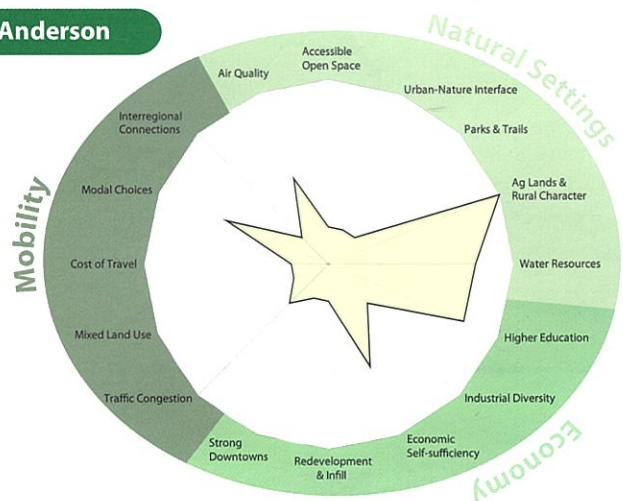 Anderson
Natural Settings
Accessible
Open Space
Air Quality
Urban-Nature Interface
Parks & Trails
Ag Lands &
Rural Character
Water Resources
Higher Education
Industrial Diversity
Economic
Self-sufficiency
Redevelopment
& Infill
Strong
Downtowns
Economy
Traffic Congestion
Mixed Land Use
Cost of Travel
Modal Choices
Interregional
Connections
Mobility